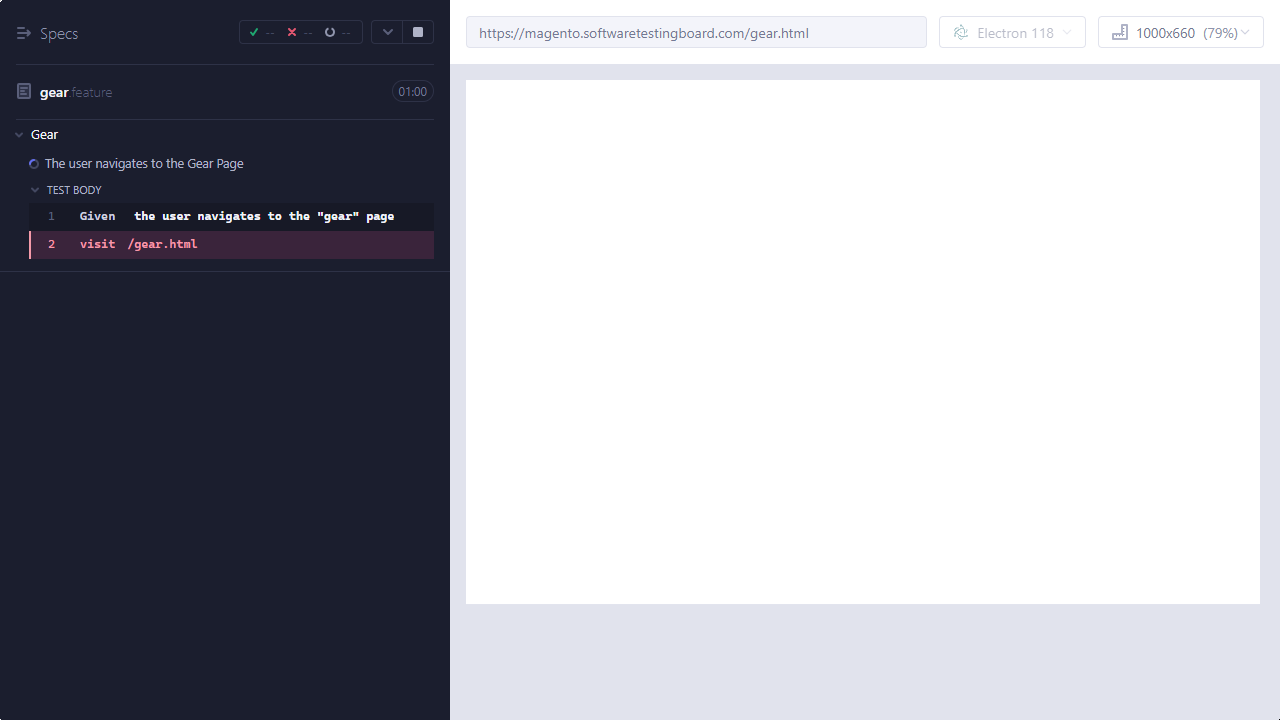 Specs
--
--
--
gear.feature
01:00
Gear
The user navigates to the Gear Page
TEST BODY
1 Given the user navigates to the "gear" page
2 visit /gear.html
https://magento.softwaretestingboard.com/gear.html
Electron 118
1000x660 (79%)